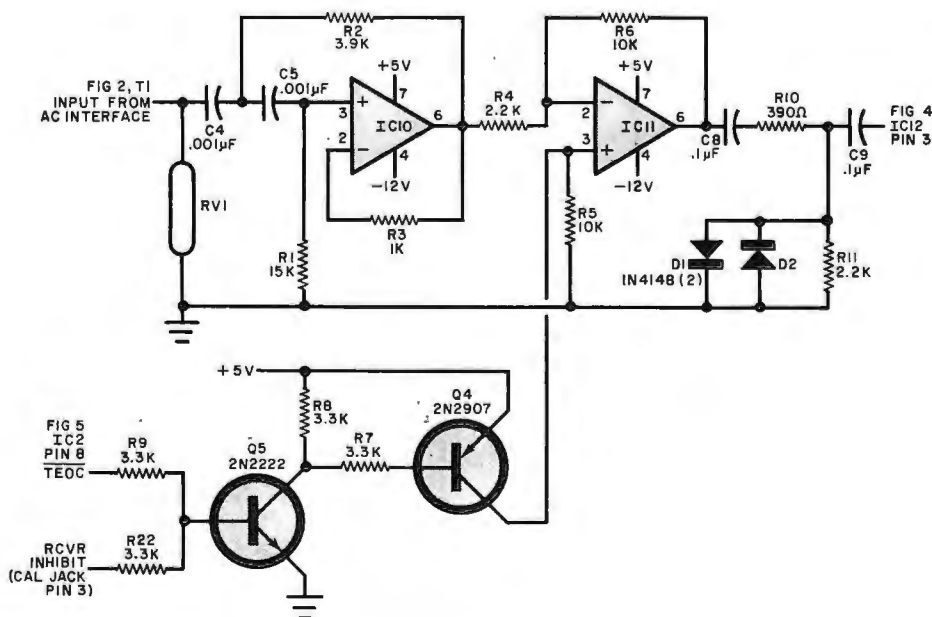 R2
3.9K
R6
10K
FIG 2, T1
INPUT FROM
AC INTERFACE
C4
.001µF
C5
.001µF
+5V
7
3
+
2
−
IC10
6
4
−12V
R3
1K
R1
15K
RV1
R4
2.2K
+5V
7
2
−
3
+
IC11
6
4
−12V
R5
10K
C8
.1µF
R10
390Ω
C9
.1µF
FIG 4
IC12
PIN 3
D1
1N4148 (2)
D2
R11
2.2K
+5V
R8
3.3K
R7
3.3K
Q4
2N2907
FIG 5
IC2
PIN 8
TEOC
R9
3.3K
Q5
2N2222
RCVR
INHIBIT
(CAL JACK
PIN 3)
R22
3.3K